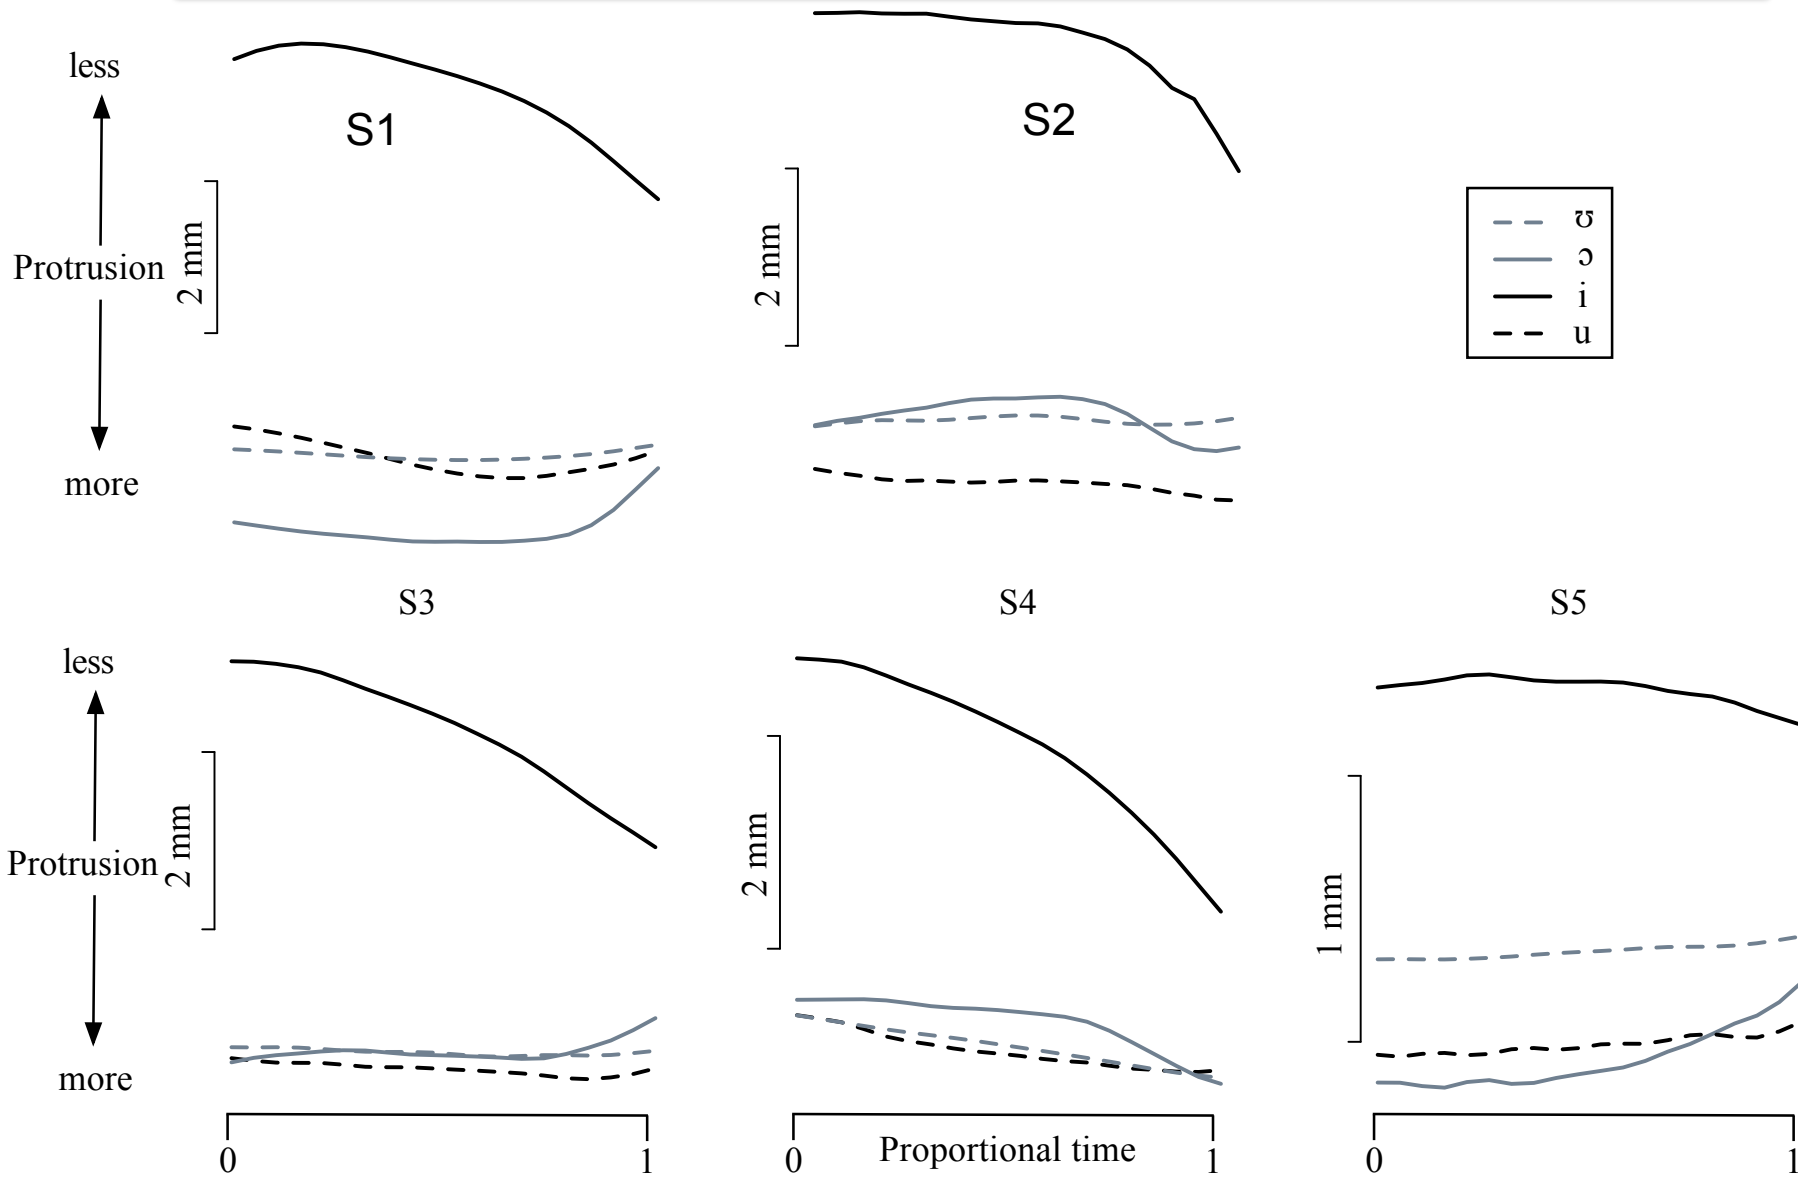 less
S1
S2
Protrusion
2 mm
2 mm
ʊ
ɔ
i
u
more
S3
S4
S5
less
Protrusion
2 mm
2 mm
1 mm
more
0
1
0
Proportional time
1
0
1